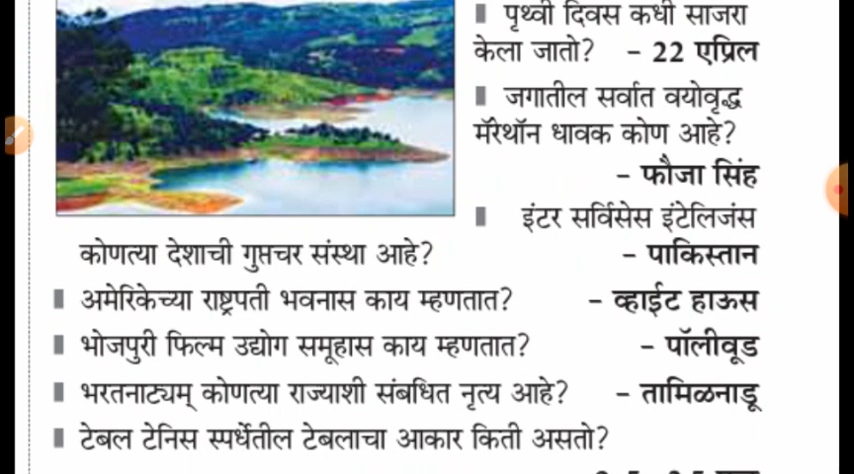 ▪ पृथ्वी दिवस कधी साजरा
केला जातो? – 22 एप्रिल
▪ जगातील सर्वात वयोवृद्ध
मॅरेथॉन धावक कोण आहे?
– फौजा सिंह
▪ इंटर सर्विसेस इंटेलिजंस
कोणत्या देशाची गुप्तचर संस्था आहे? – पाकिस्तान
▪ अमेरिकेच्या राष्ट्रपती भवनास काय म्हणतात? – व्हाईट हाऊस
▪ भोजपुरी फिल्म उद्योग समूहास काय म्हणतात? – पॉलीवूड
▪ भरतनाट्यम् कोणत्या राज्याशी संबधित नृत्य आहे? – तामिळनाडू
▪ टेबल टेनिस स्पर्धेतील टेबलाचा आकार किती असतो?